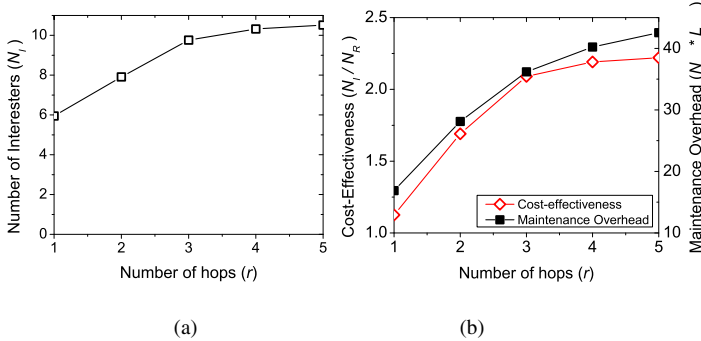 10
8
6
4
2
0
Number of Interesters (N_I)
1 2 3 4 5
Number of hops (r)
(a)
2.5
2.0
1.5
1.0
Cost-Effectiveness (N_I / N_R)
Cost-effectiveness
Maintenance Overhead
40
30
20
10
Maintenance Overhead (N * L )
1 2 3 4 5
Number of hops (r)
(b)